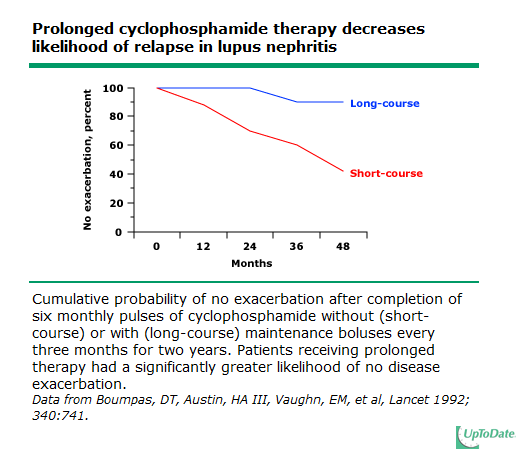 Prolonged cyclophosphamide therapy decreases
likelihood of relapse in lupus nephritis
No exacerbation, percent
100
80
60
40
20
0
Long-course
Short-course
0 12 24 36 48
Months
Cumulative probability of no exacerbation after completion of
six monthly pulses of cyclophosphamide without (short-
course) or with (long-course) maintenance boluses every
three months for two years. Patients receiving prolonged
therapy had a significantly greater likelihood of no disease
exacerbation.
Data from Boumpas, DT, Austin, HA III, Vaughn, EM, et al, Lancet 1992;
340:741.
UpToDate